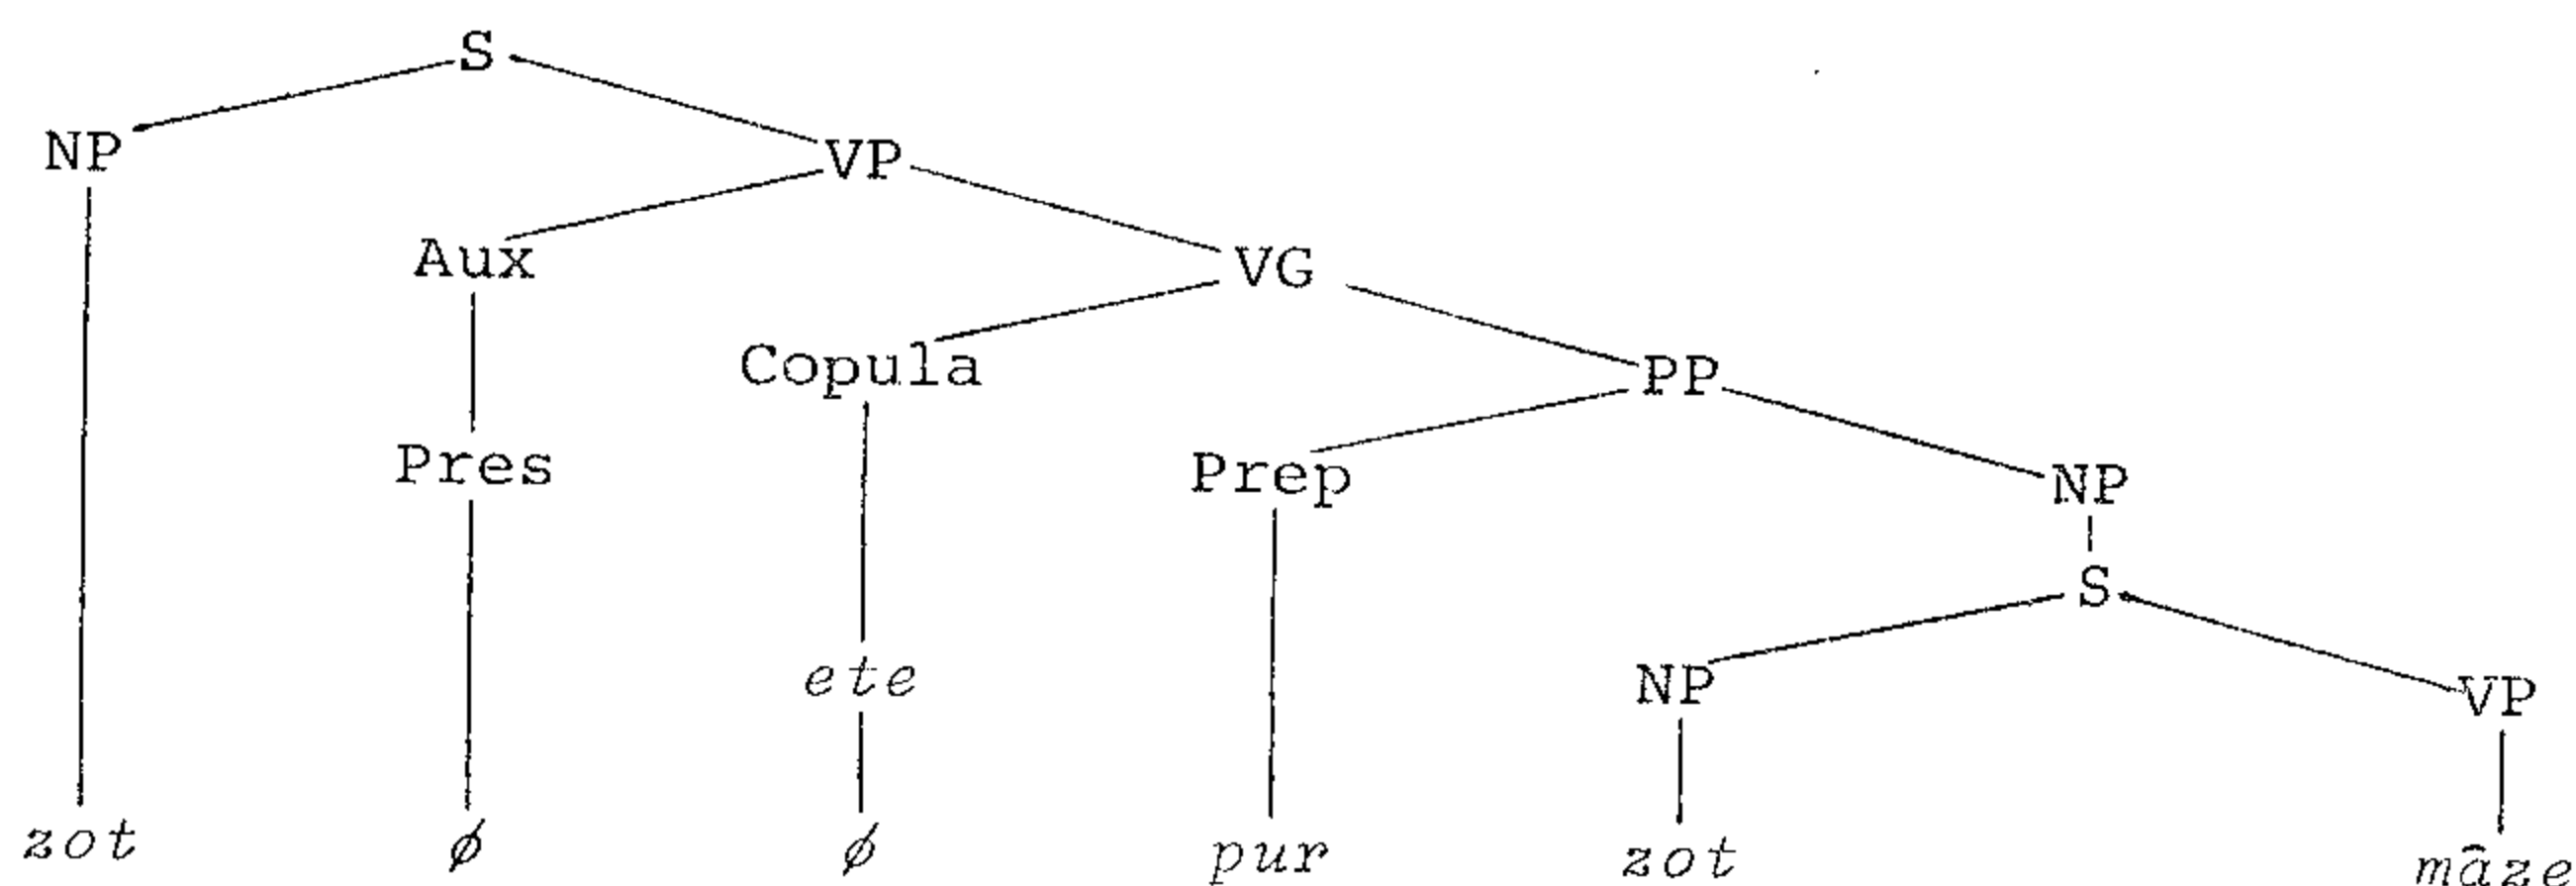 S
NP VP
Aux VG
Copula PP
Pres Prep NP
S
ete NP VP
zot ø ø pur zot mãze